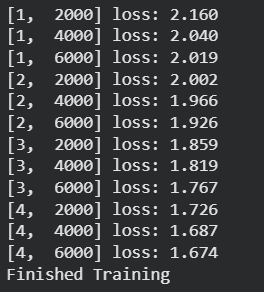 [1,  2000] loss: 2.160
[1,  4000] loss: 2.040
[1,  6000] loss: 2.019
[2,  2000] loss: 2.002
[2,  4000] loss: 1.966
[2,  6000] loss: 1.926
[3,  2000] loss: 1.859
[3,  4000] loss: 1.819
[3,  6000] loss: 1.767
[4,  2000] loss: 1.726
[4,  4000] loss: 1.687
[4,  6000] loss: 1.674
Finished Training